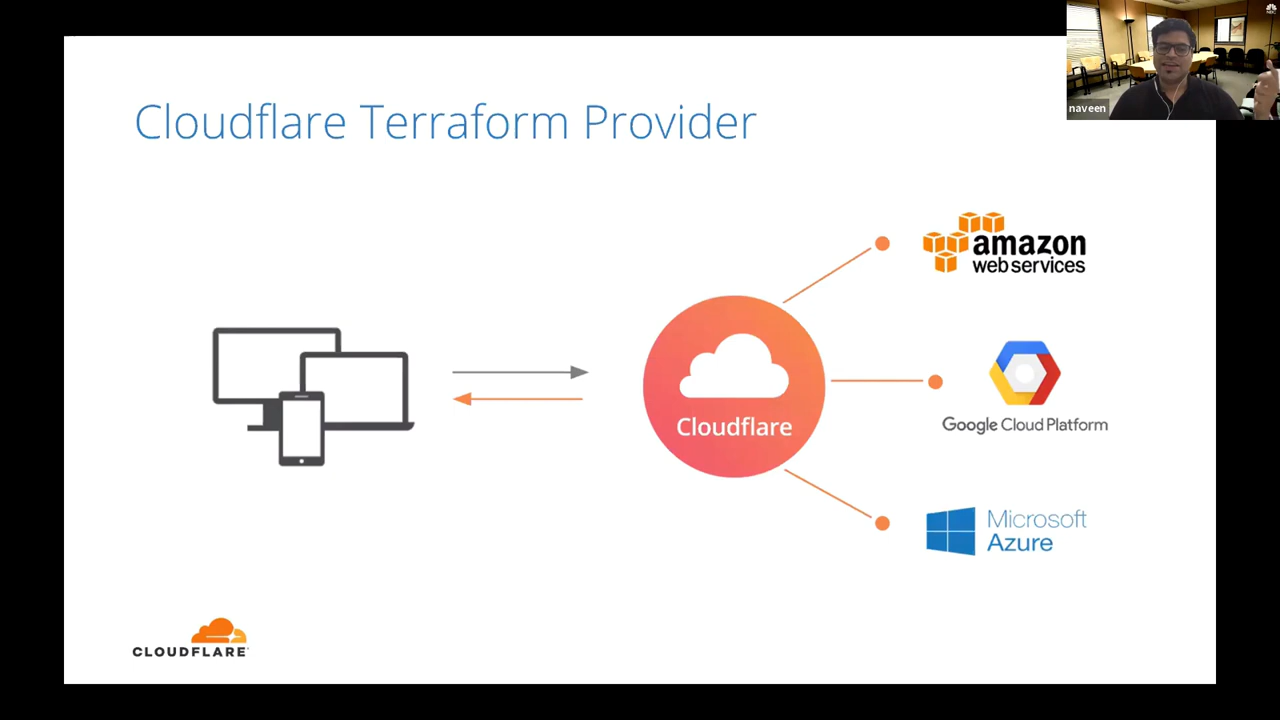 Cloudflare Terraform Provider
naveen
amazon
web services
Cloudflare
Google Cloud Platform
Microsoft
Azure
CLOUDFLARE